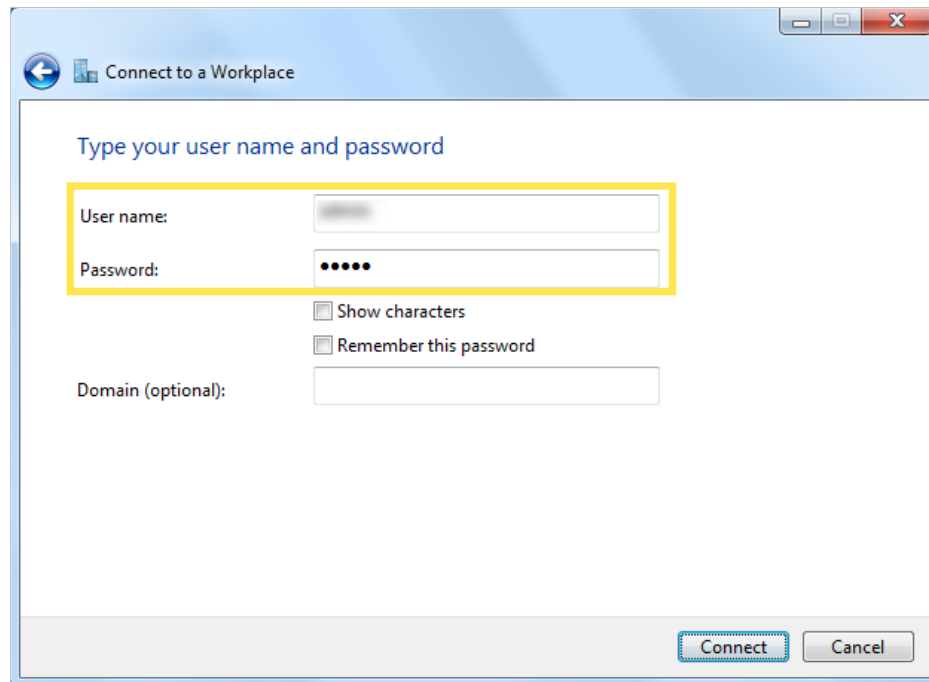 Connect to a Workplace
Type your user name and password
User name:
Password: •••••
Show characters
Remember this password
Domain (optional):
Connect Cancel